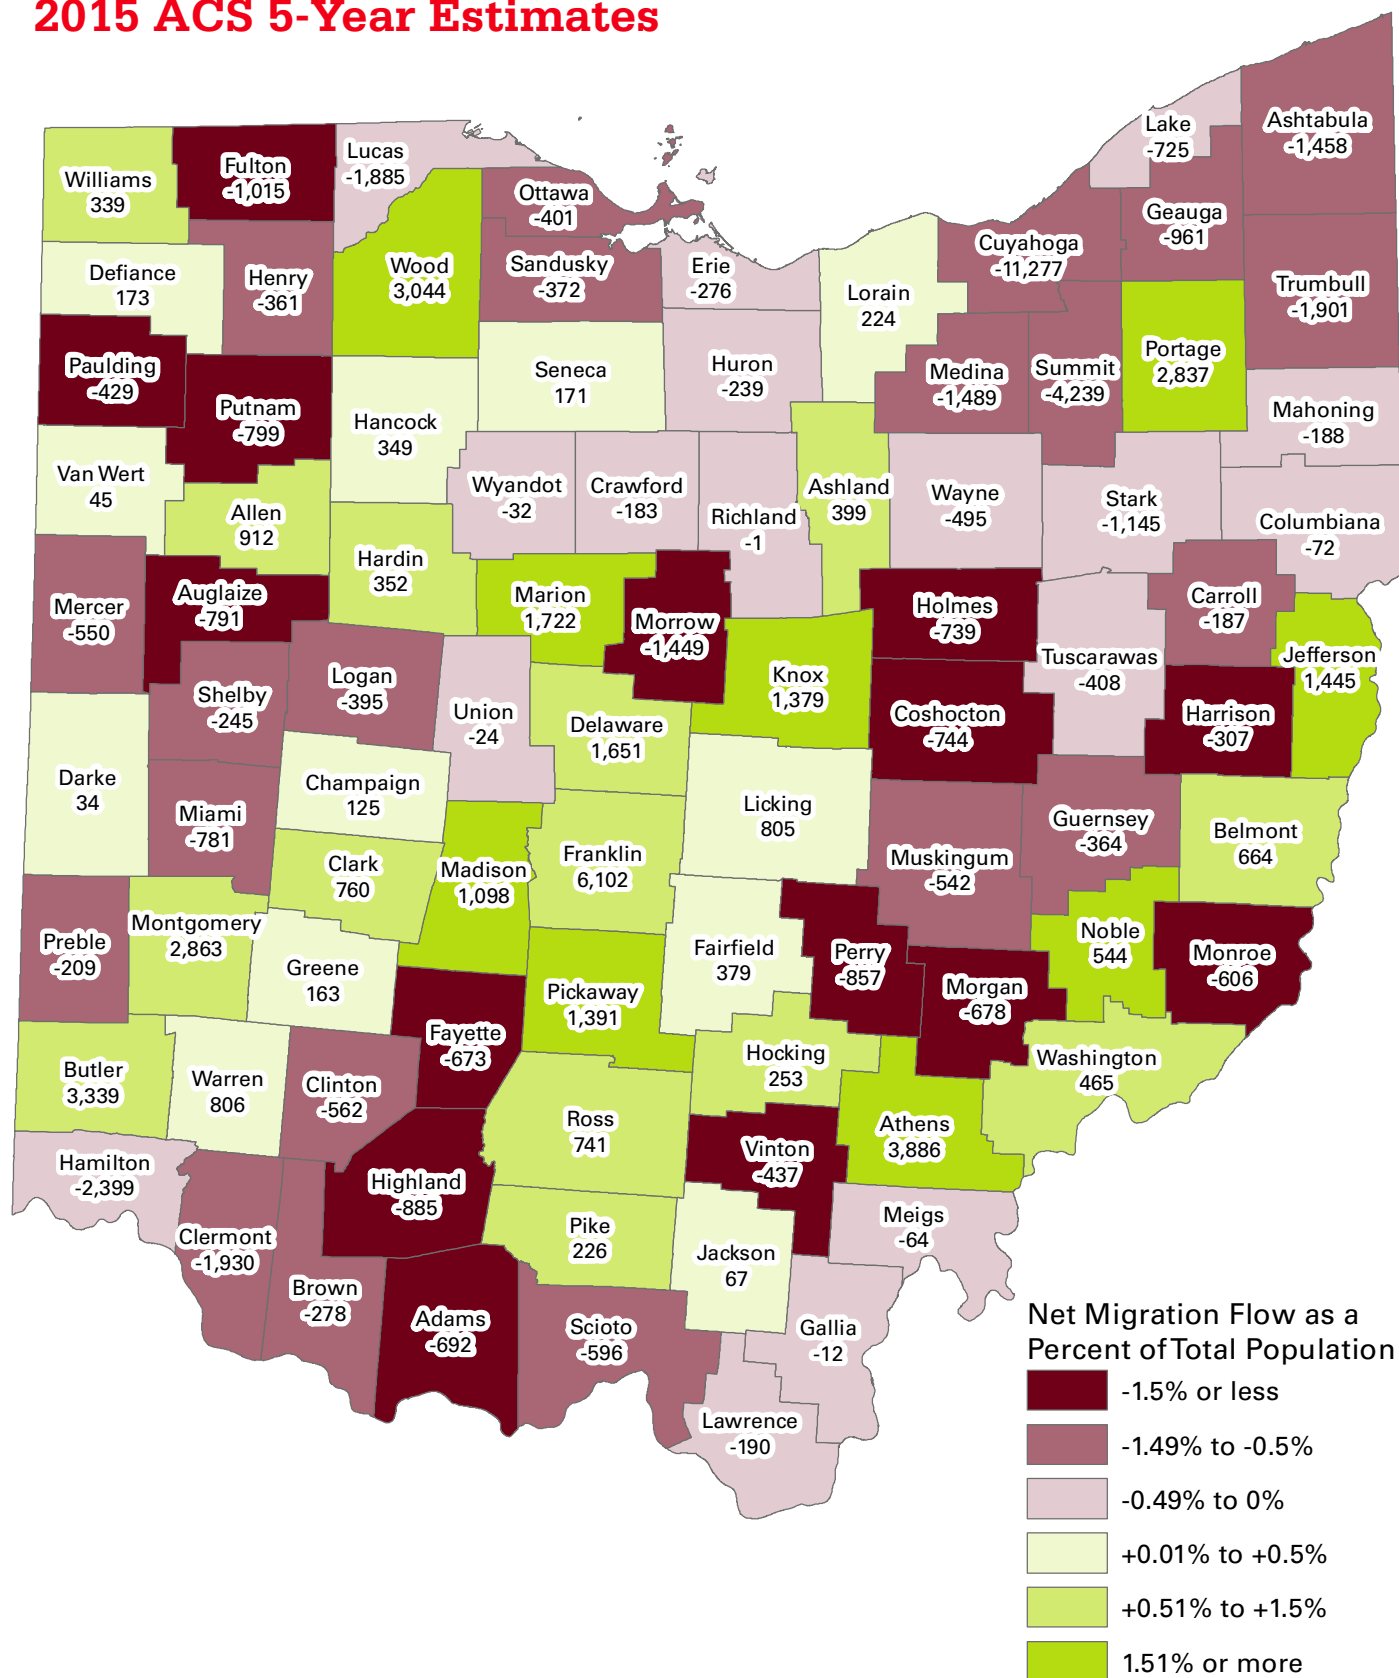 2015 ACS 5-Year Estimates
Lake
-725
Ashtabula
-1,458
Williams
339
Fulton
-1,015
Lucas
-1,885
Ottawa
-401
Geauga
-961
Cuyahoga
-11,277
Defiance
173
Henry
-361
Wood
3,044
Sandusky
-372
Erie
-276
Lorain
224
Trumbull
-1,901
Paulding
-429
Putnam
-799
Hancock
349
Seneca
171
Huron
-239
Medina
-1,489
Summit
-4,239
Portage
2,837
Mahoning
-188
Van Wert
45
Allen
912
Wyandot
-32
Crawford
-183
Richland
-1
Ashland
399
Wayne
-495
Stark
-1,145
Columbiana
-72
Mercer
-550
Auglaize
-791
Hardin
352
Marion
1,722
Morrow
-1,449
Holmes
-739
Carroll
-187
Tuscarawas
-408
Jefferson
1,445
Shelby
-245
Logan
-395
Union
-24
Delaware
1,651
Knox
1,379
Coshocton
-744
Harrison
-307
Darke
34
Miami
-781
Champaign
125
Licking
805
Guernsey
-364
Belmont
664
Clark
760
Madison
1,098
Franklin
6,102
Muskingum
-542
Preble
-209
Montgomery
2,863
Greene
163
Fairfield
379
Perry
-857
Morgan
-678
Noble
544
Monroe
-606
Pickaway
1,391
Fayette
-673
Hocking
253
Washington
465
Butler
3,339
Warren
806
Clinton
-562
Ross
741
Athens
3,886
Hamilton
-2,399
Highland
-885
Vinton
-437
Clermont
-1,930
Pike
226
Jackson
67
Meigs
-64
Brown
-278
Adams
-692
Scioto
-596
Gallia
-12
Lawrence
-190
Net Migration Flow as a
Percent of Total Population
-1.5% or less
-1.49% to -0.5%
-0.49% to 0%
+0.01% to +0.5%
+0.51% to +1.5%
1.51% or more